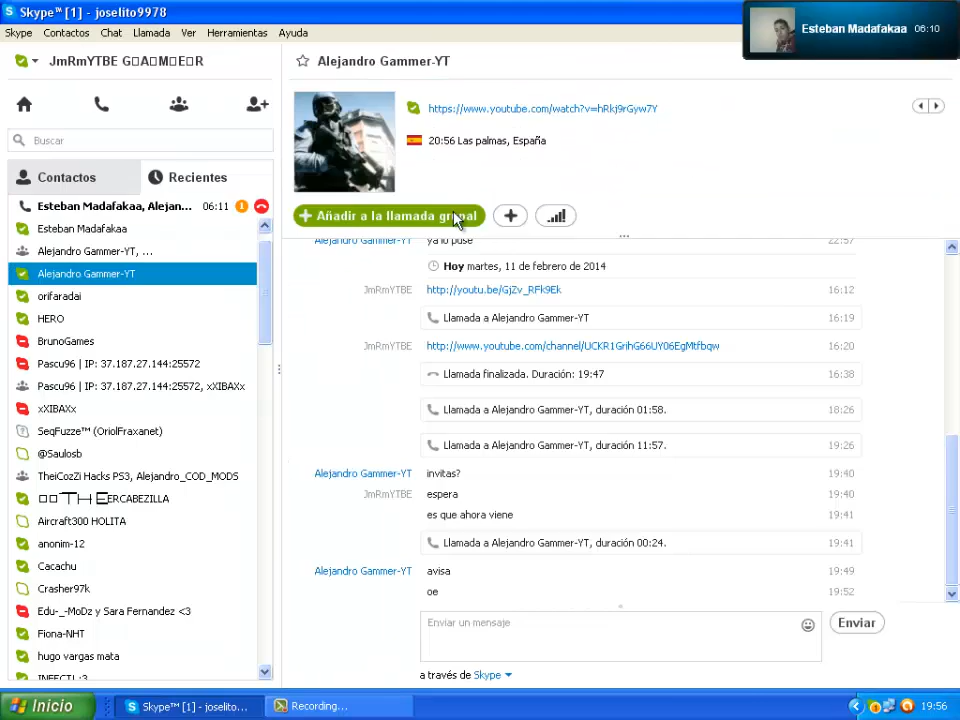 Skype™ [1] - joselito9978
Skype Contactos Chat Llamada Ver Herramientas Ayuda
Esteban Madafakaa 06:10
JmRmYTBE G□A□M□E□R
Alejandro Gammer-YT
https://www.youtube.com/watch?v=hRkj9rGyw7Y
20:56 Las palmas, España
Buscar
Contactos
Recientes
Añadir a la llamada grupal
Esteban Madafakaa, Alejan... 06:11
Esteban Madafakaa
Alejandro Gammer-YT, ...
Alejandro Gammer-YT
orifaradai
HERO
BrunoGames
Pascu96 | IP: 37.187.27.144:25572
Pascu96 | IP: 37.187.27.144:25572, xXIBAXx
xXIBAXx
SeqFuzze™ (OriolFraxanet)
@Saulosb
TheiCozZi Hacks PS3, Alejandro_COD_MODS
ERCABEZILLA
Aircraft300 HOLITA
anonim-12
Cacachu
Crasher97k
Edu-_-MoDz y Sara Fernandez <3
Fiona-NHT
hugo vargas mata
INFECTI :3
Alejandro Gammer-YT ya lo puse 22:57
Hoy martes, 11 de febrero de 2014
JmRmYTBE http://youtu.be/GjZv_RFk9Ek 16:12
Llamada a Alejandro Gammer-YT 16:19
JmRmYTBE http://www.youtube.com/channel/UCKR1GrihG66UY06EgMtfbqw 16:20
Llamada finalizada. Duración: 19:47 16:38
Llamada a Alejandro Gammer-YT, duración 01:58. 18:26
Llamada a Alejandro Gammer-YT, duración 11:57. 19:26
Alejandro Gammer-YT invitas? 19:40
JmRmYTBE espera 19:40
es que ahora viene 19:41
Llamada a Alejandro Gammer-YT, duración 00:24. 19:41
Alejandro Gammer-YT avisa 19:49
oe 19:52
Enviar un mensaje
Enviar
a través de Skype
Inicio
Skype™ [1] - joselito...
Recording...
19:56